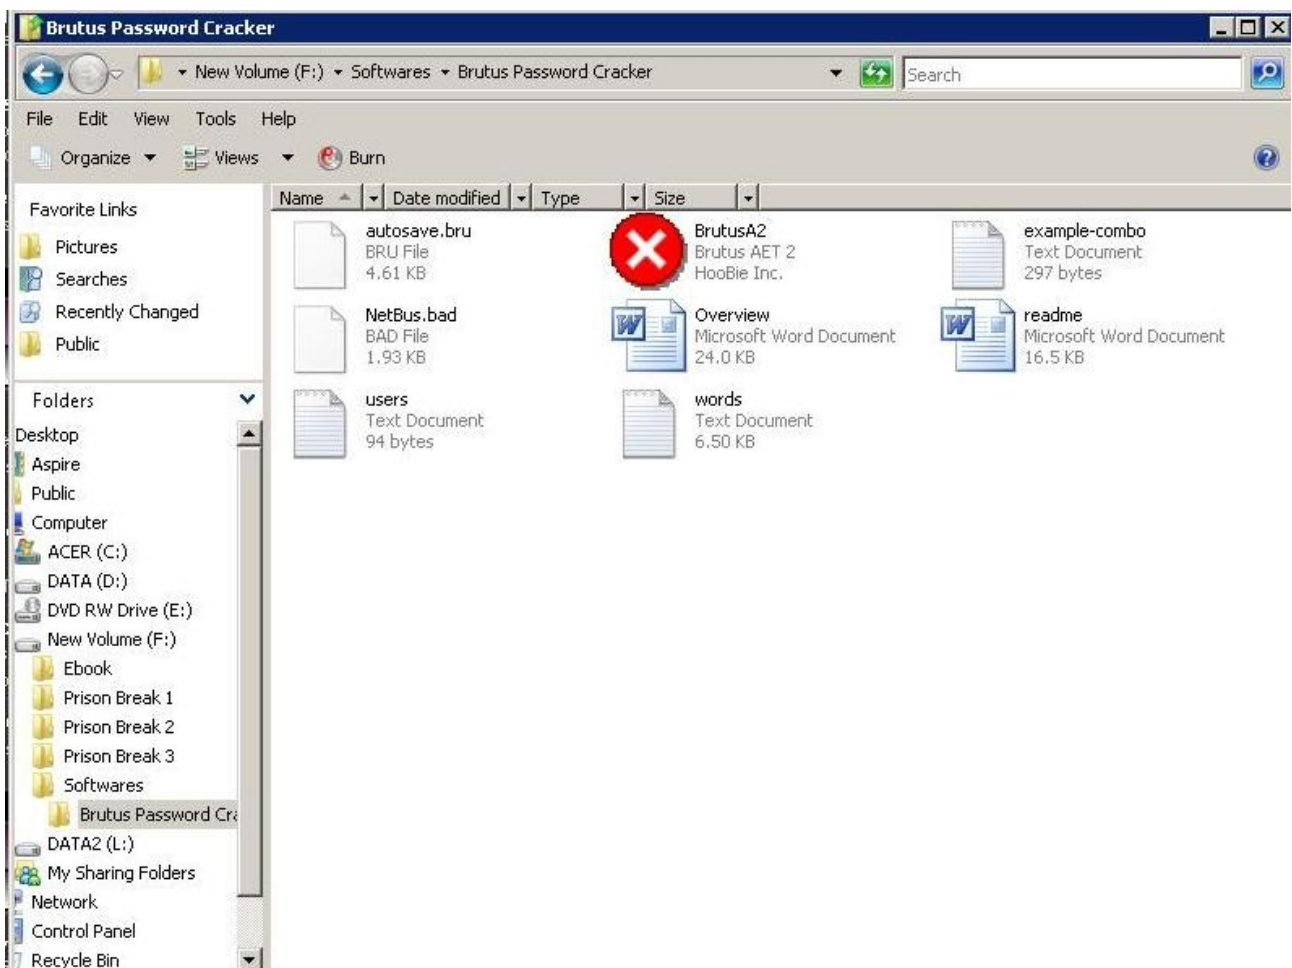 Brutus Password Cracker
New Volume (F:) Softwares Brutus Password Cracker Search
File Edit View Tools Help
Organize Views Burn
Favorite Links
Pictures
Searches
Recently Changed
Public
Folders
Desktop
Aspire
Public
Computer
ACER (C:)
DATA (D:)
DVD RW Drive (E:)
New Volume (F:)
Ebook
Prison Break 1
Prison Break 2
Prison Break 3
Softwares
Brutus Password Cra
DATA2 (L:)
My Sharing Folders
Network
Control Panel
Recycle Bin
Name Date modified Type Size
autosave.bru
BRU File
4.61 KB
BrutusA2
Brutus AET 2
HooBie Inc.
example-combo
Text Document
297 bytes
NetBus.bad
BAD File
1.93 KB
Overview
Microsoft Word Document
24.0 KB
readme
Microsoft Word Document
16.5 KB
users
Text Document
94 bytes
words
Text Document
6.50 KB